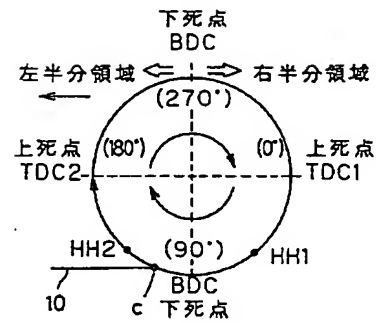 下死点
BDC
左半分領域 右半分領域
(270°)
上死点 (180°) (0°) 上死点
TDC2 TDC1
HH2 (90°) HH1
10 c BDC
下死点